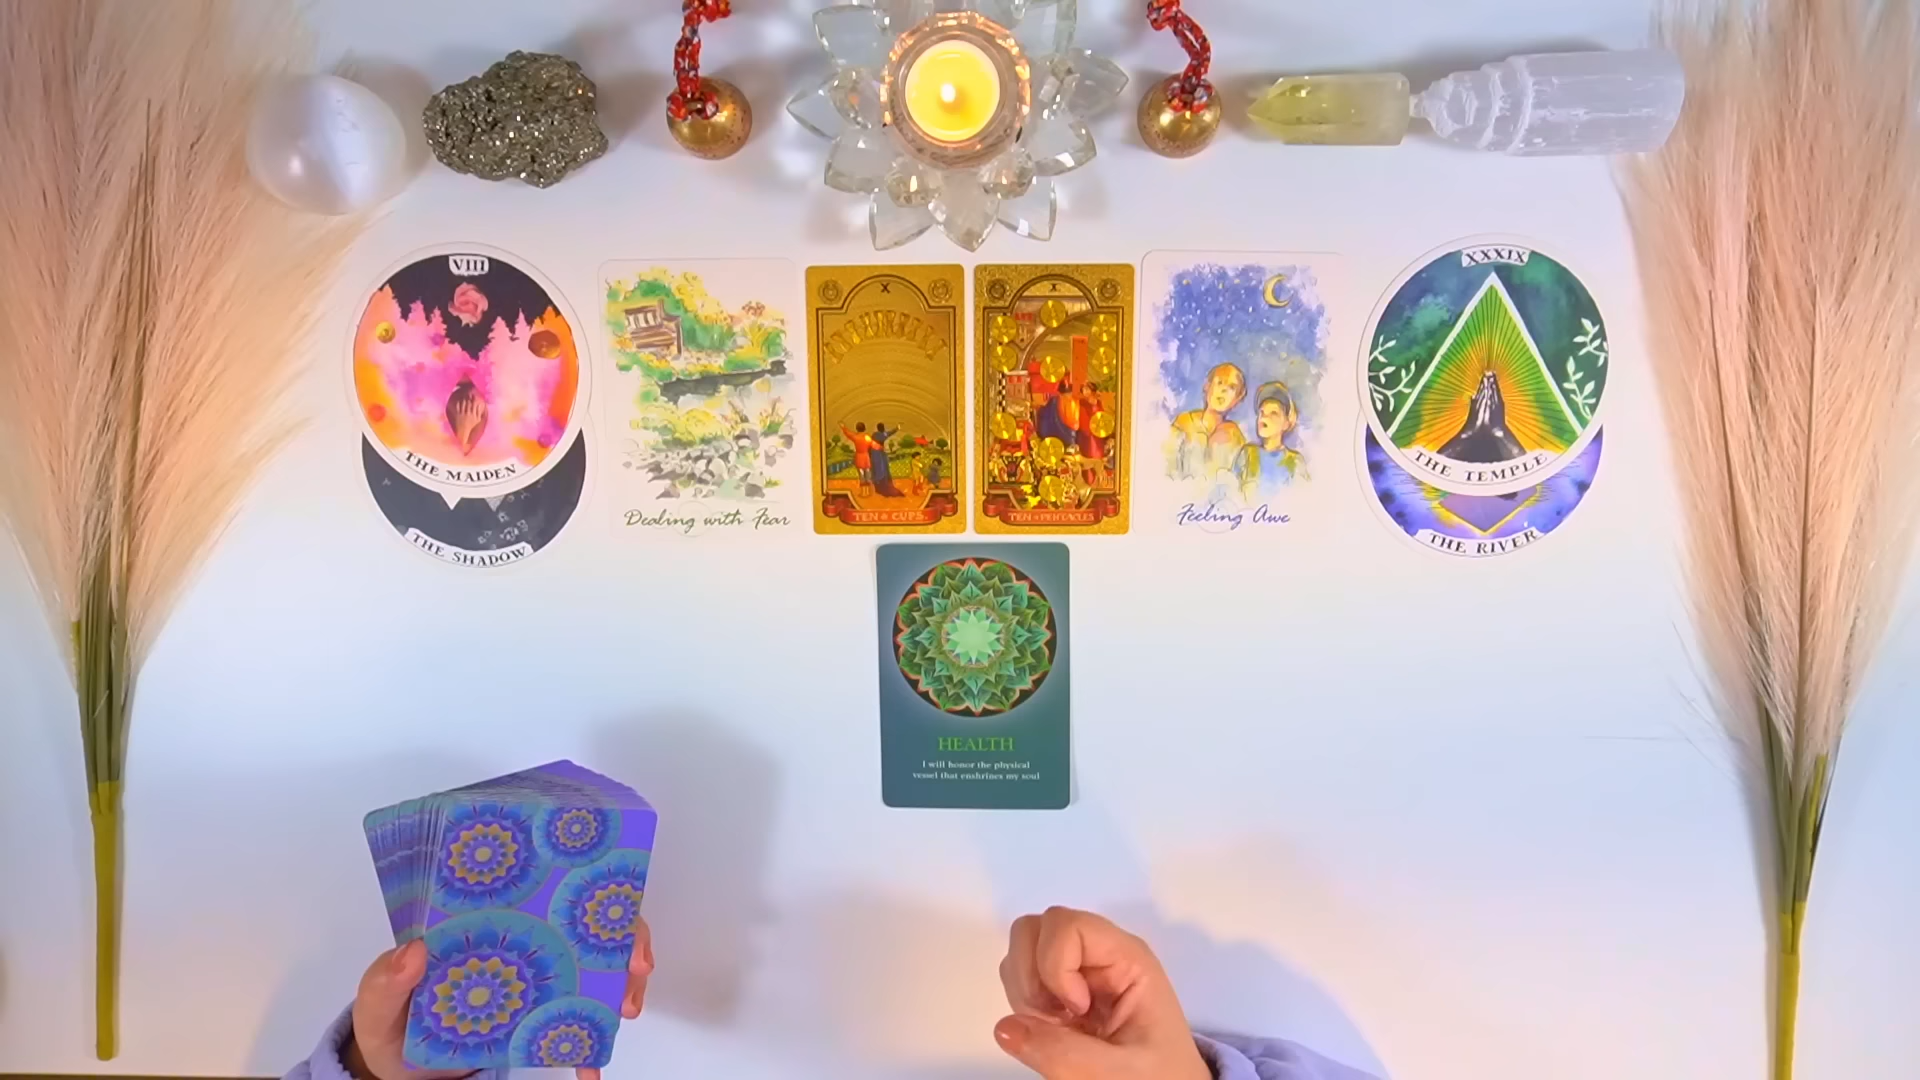 VIII
THE MAIDEN
THE SHADOW
Dealing with Fear
X
TEN of CUPS.
X
TEN of PENTACLES
Feeling Awe
XXXIX
THE TEMPLE
THE RIVER
HEALTH
I will honor the physical
vessel that enshrines my soul